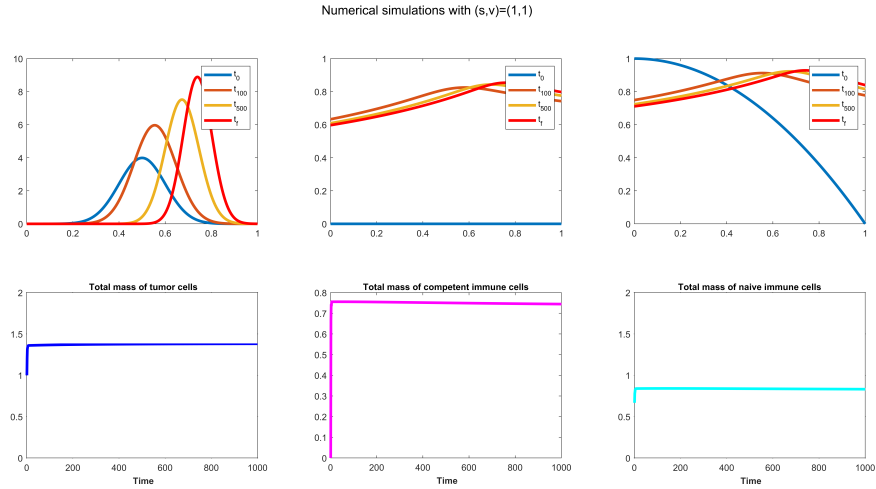 Numerical simulations with (s,v)=(1,1)
10
8
6
4
2
0
0 0.2 0.4 0.6 0.8 1
t0
t100
t500
tf
1
0.8
0.6
0.4
0.2
0
0 0.2 0.4 0.6 0.8 1
t0
t100
t500
tf
1
0.8
0.6
0.4
0.2
0
0 0.2 0.4 0.6 0.8 1
t0
t100
t500
tf
Total mass of tumor cells
2
1.5
1
0.5
0
0 200 400 600 800 1000
Time
Total mass of competent immune cells
0.8
0.7
0.6
0.5
0.4
0.3
0.2
0.1
0
0 200 400 600 800 1000
Time
Total mass of naive immune cells
2
1.5
1
0.5
0
0 200 400 600 800 1000
Time